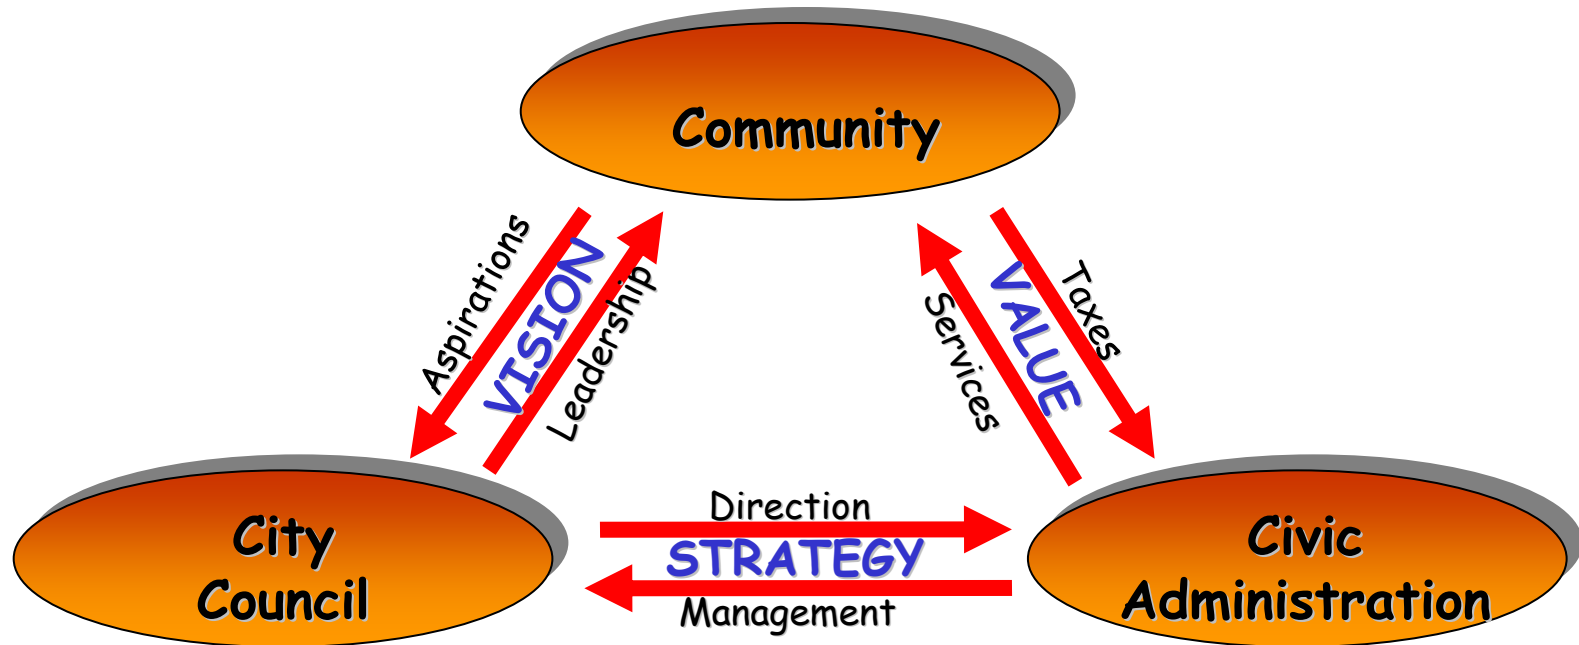 Community
Aspirations
VISION
Leadership
Services
VALUE
Taxes
Direction
STRATEGY
Management
City
Council
Civic
Administration